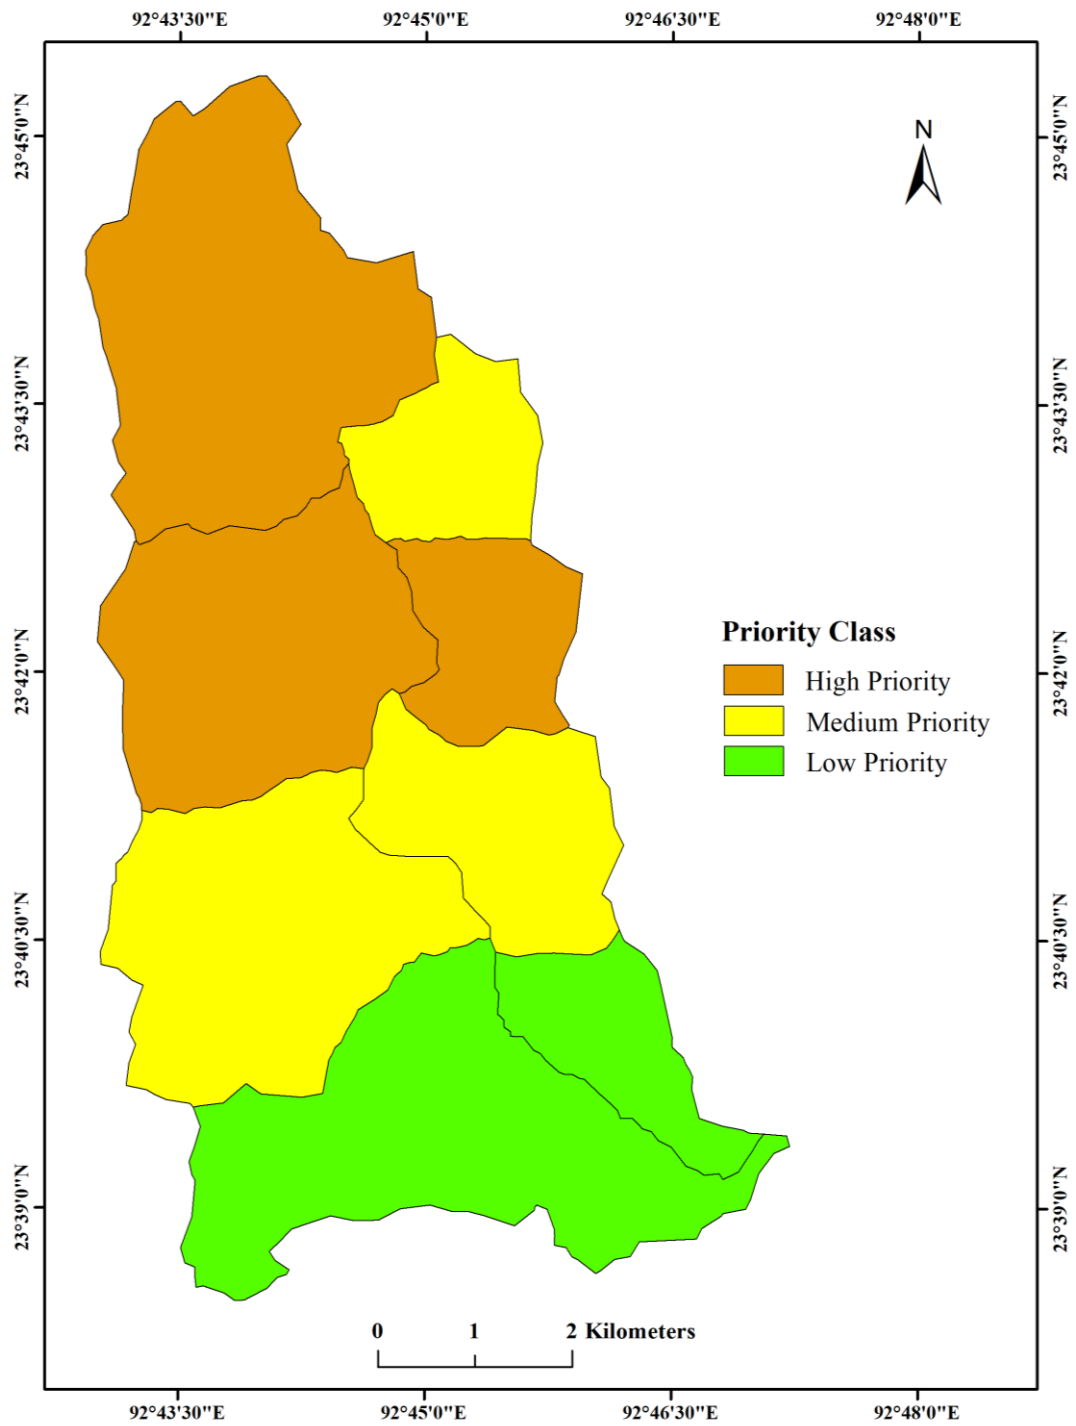 92°43'30"E 92°45'0"E 92°46'30"E 92°48'0"E
N
23°45'0"N 23°45'0"N
23°43'30"N 23°43'30"N
Priority Class
High Priority
23°42'0"N 23°42'0"N
Medium Priority
Low Priority
23°40'30"N 23°40'30"N
23°39'0"N 23°39'0"N
0 1 2 Kilometers
92°43'30"E 92°45'0"E 92°46'30"E 92°48'0"E